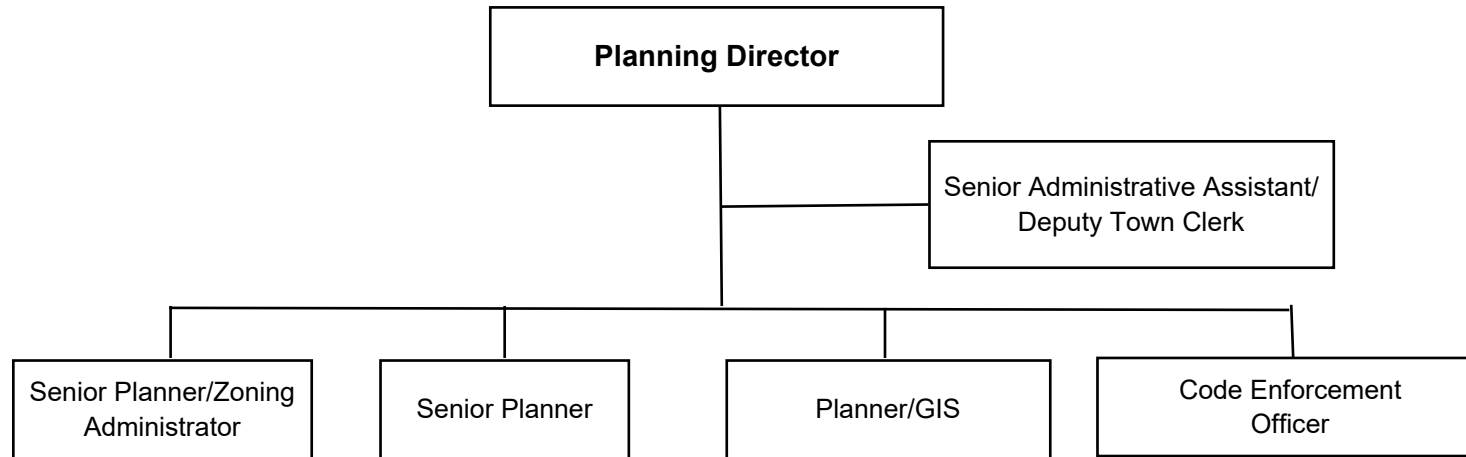 Planning Director
Senior Administrative Assistant/
Deputy Town Clerk
Senior Planner/Zoning
Administrator
Senior Planner
Planner/GIS
Code Enforcement
Officer